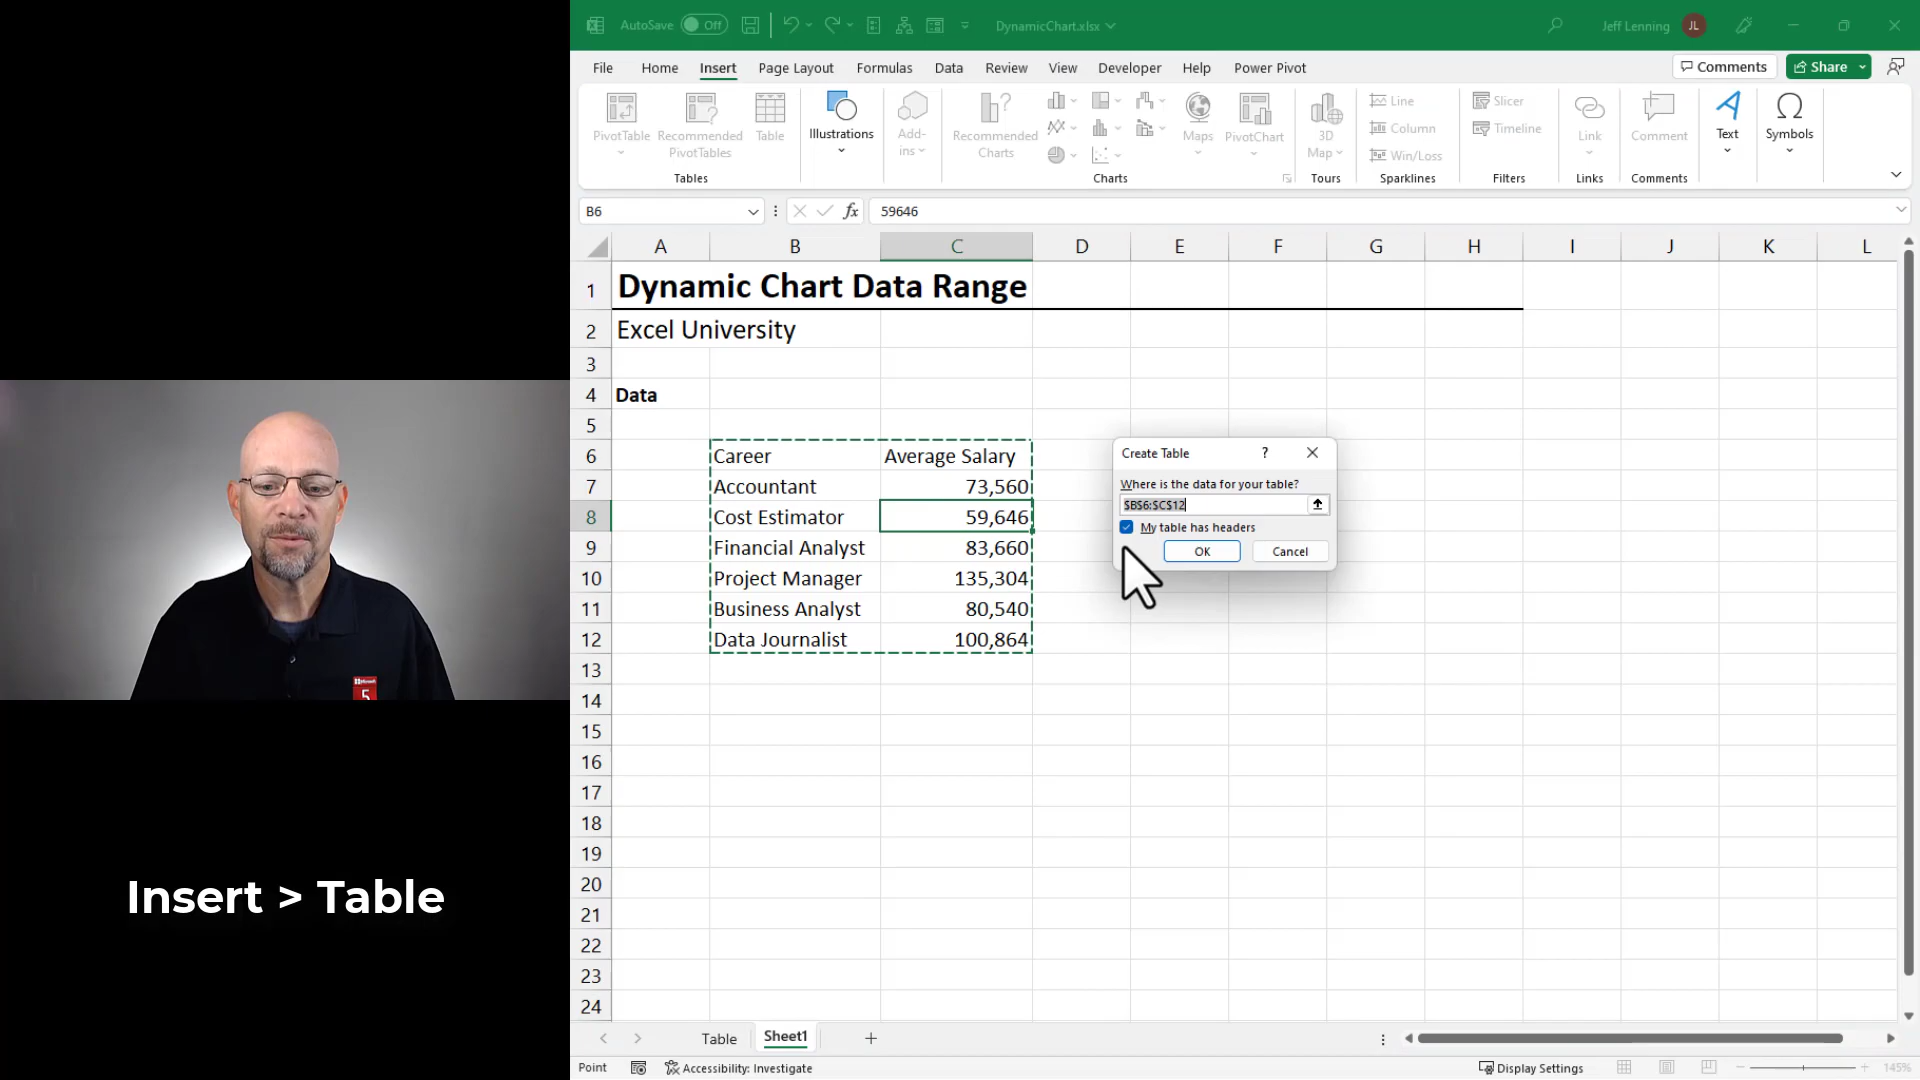 AutoSave Off DynamicChart.xlsx Jeff Lenning JL
File Home Insert Page Layout Formulas Data Review View Developer Help Power Pivot Comments Share
PivotTable Recommended PivotTables Table Illustrations Add-ins Recommended Charts Maps PivotChart 3D Map Line Column Win/Loss Slicer Timeline Link Comment Text Symbols
Tables Charts Tours Sparklines Filters Links Comments
B6 fx 59646
A B C D E F G H I J K L
1 Dynamic Chart Data Range
2 Excel University
3
4 Data
5
6 Career Average Salary
7 Accountant 73,560
8 Cost Estimator 59,646
9 Financial Analyst 83,660
10 Project Manager 135,304
11 Business Analyst 80,540
12 Data Journalist 100,864
13
14
15
16
17
18
19
20
21
22
23
24
Create Table ?
Where is the data for your table?
$B$6:$C$12
My table has headers
OK Cancel
Microsoft
5
Insert > Table
Table Sheet1
Point Accessibility: Investigate Display Settings 145%